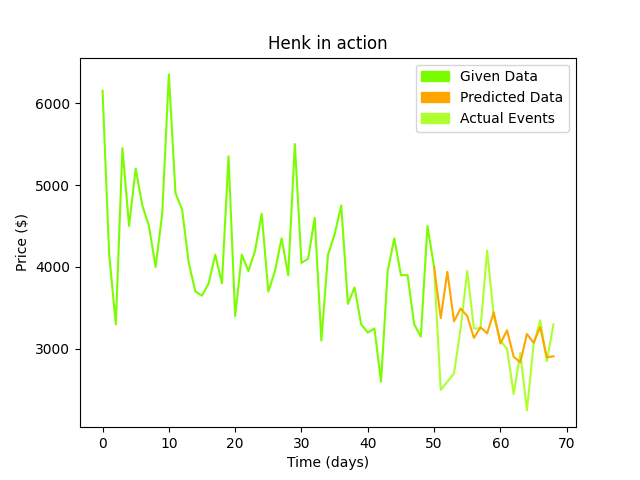 Henk in action
Given Data
Predicted Data
Actual Events
Price ($)
6000
5000
4000
3000
0 10 20 30 40 50 60 70
Time (days)